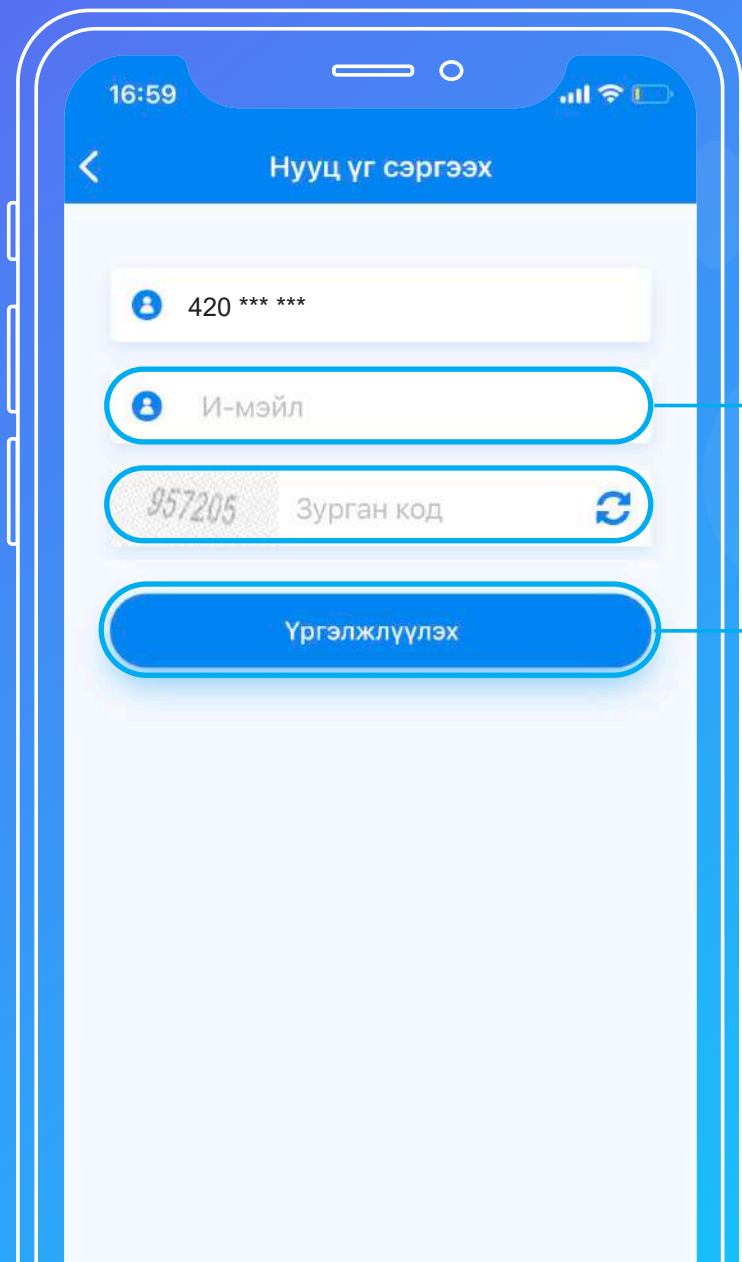 16:59
Нууц үг сэргээх
420 *** ***
И-мэйл
957205 Зурган код
Үргэлжлүүлэх